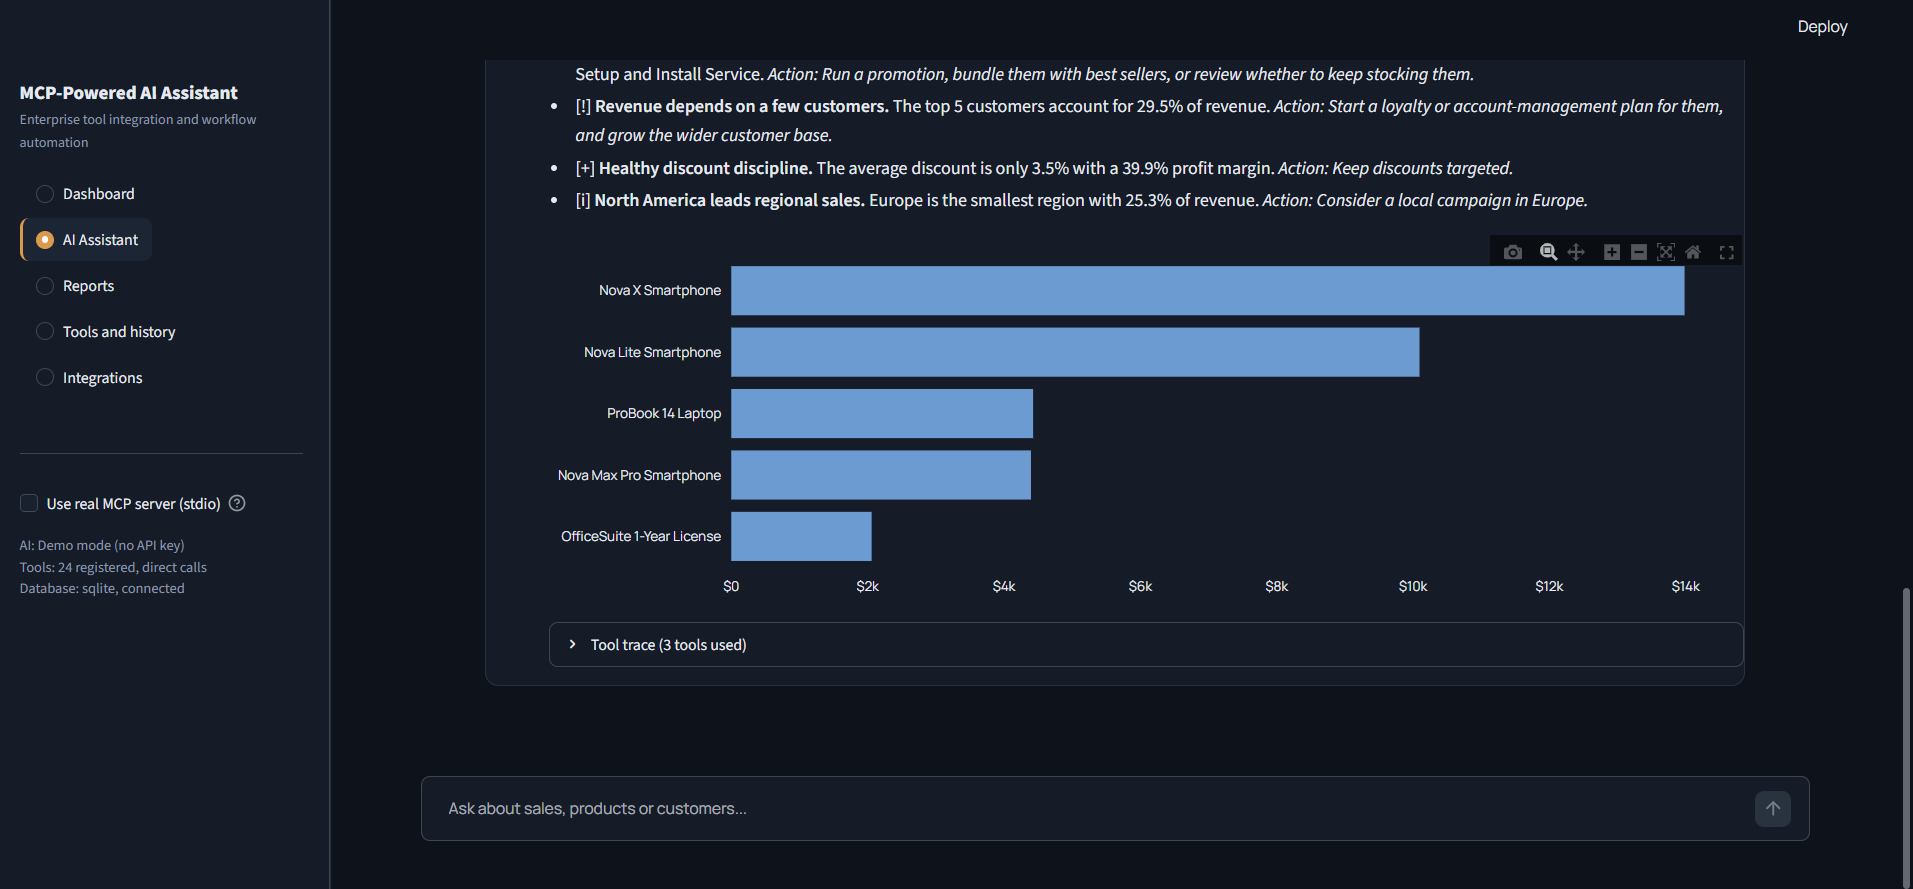 Deploy
MCP-Powered AI Assistant
Enterprise tool integration and workflow
automation
Dashboard
AI Assistant
Reports
Tools and history
Integrations
Use real MCP server (stdio)
AI: Demo mode (no API key)
Tools: 24 registered, direct calls
Database: sqlite, connected
Setup and Install Service. Action: Run a promotion, bundle them with best sellers, or review whether to keep stocking them.
[!] Revenue depends on a few customers. The top 5 customers account for 29.5% of revenue. Action: Start a loyalty or account-management plan for them,
and grow the wider customer base.
[+] Healthy discount discipline. The average discount is only 3.5% with a 39.9% profit margin. Action: Keep discounts targeted.
[i] North America leads regional sales. Europe is the smallest region with 25.3% of revenue. Action: Consider a local campaign in Europe.
Nova X Smartphone
Nova Lite Smartphone
ProBook 14 Laptop
Nova Max Pro Smartphone
OfficeSuite 1-Year License
$0 $2k $4k $6k $8k $10k $12k $14k
Tool trace (3 tools used)
Ask about sales, products or customers...